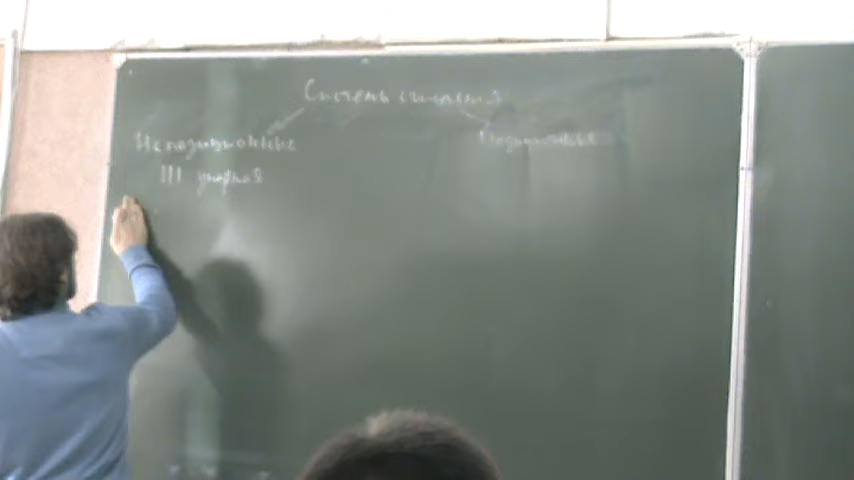 Системы счисления
Непозиционные
Позиционные
III унарная